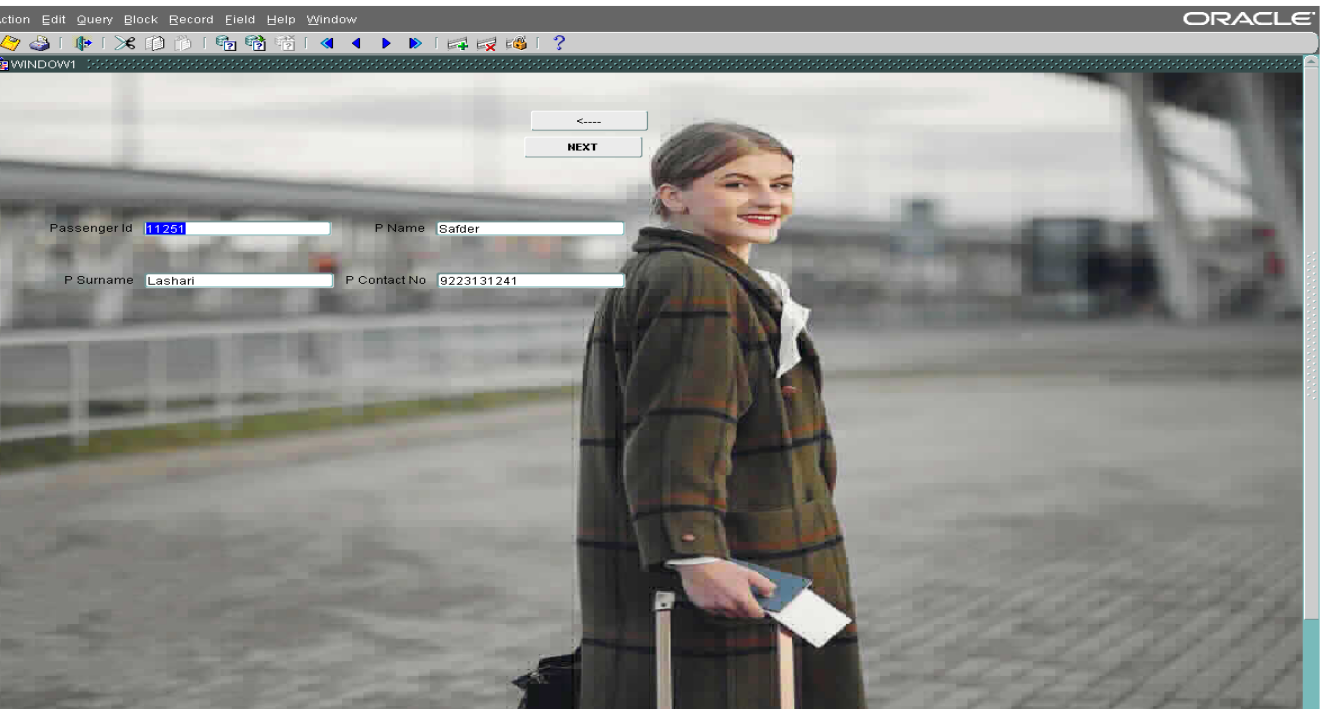 ction Edit Query Block Record Field Help Window ORACLE
WINDOW1
<----
NEXT
Passenger Id 11251 P Name Safder
P Surname Lashari P Contact No 9223131241